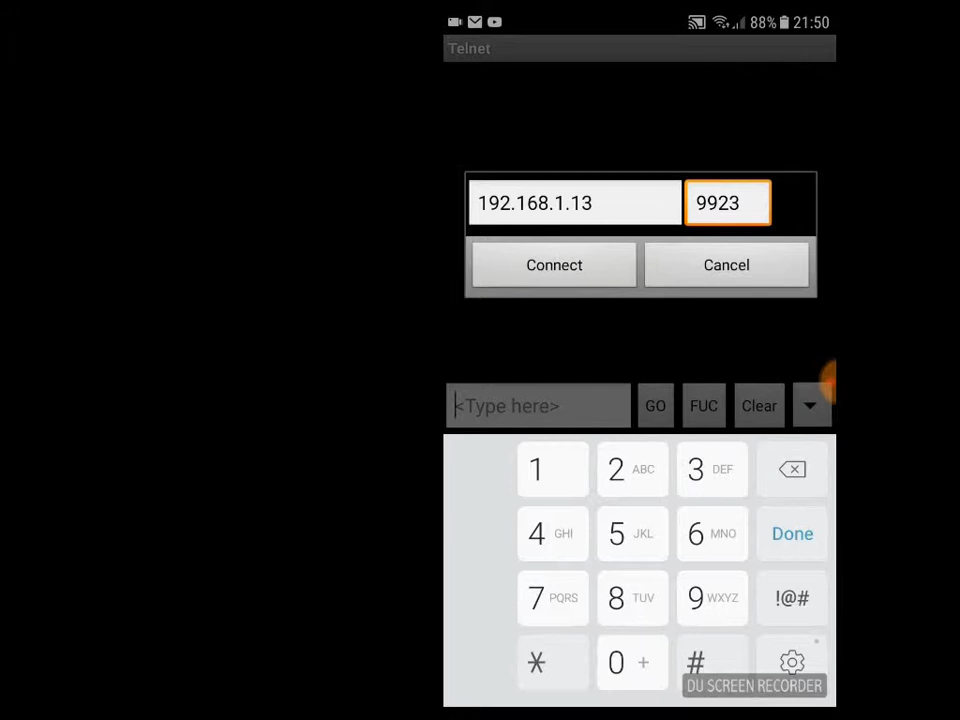 88% 21:50
Telnet
192.168.1.13 9923
Connect Cancel
<Type here> GO FUC Clear
1 2 ABC 3 DEF
4 GHI 5 JKL 6 MNO Done
7 PQRS 8 TUV 9 WXYZ !@#
* 0 + #
DU SCREEN RECORDER